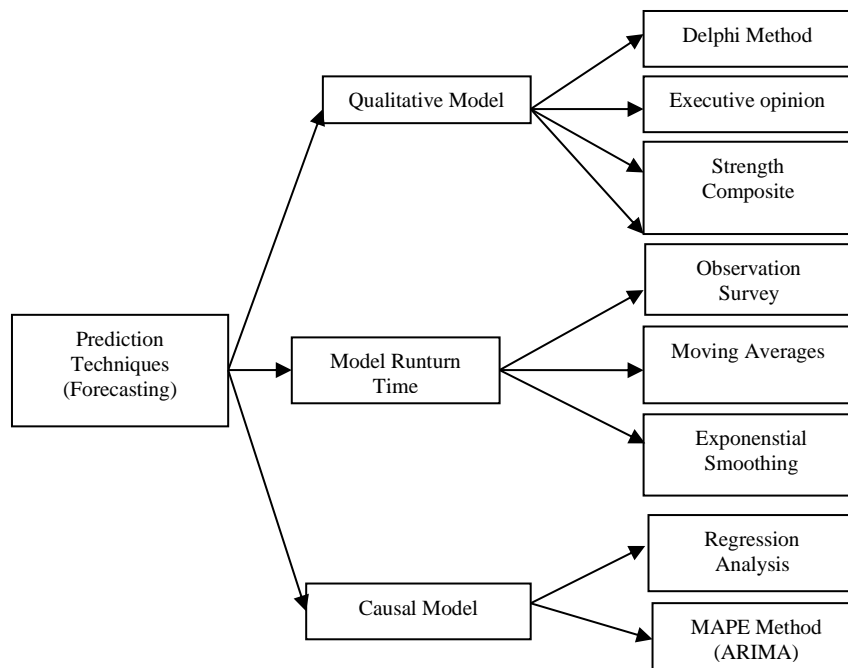 Prediction
Techniques
(Forecasting)
Qualitative Model
Model Runturn
Time
Causal Model
Delphi Method
Executive opinion
Strength
Composite
Observation
Survey
Moving Averages
Exponenstial
Smoothing
Regression
Analysis
MAPE Method
(ARIMA)